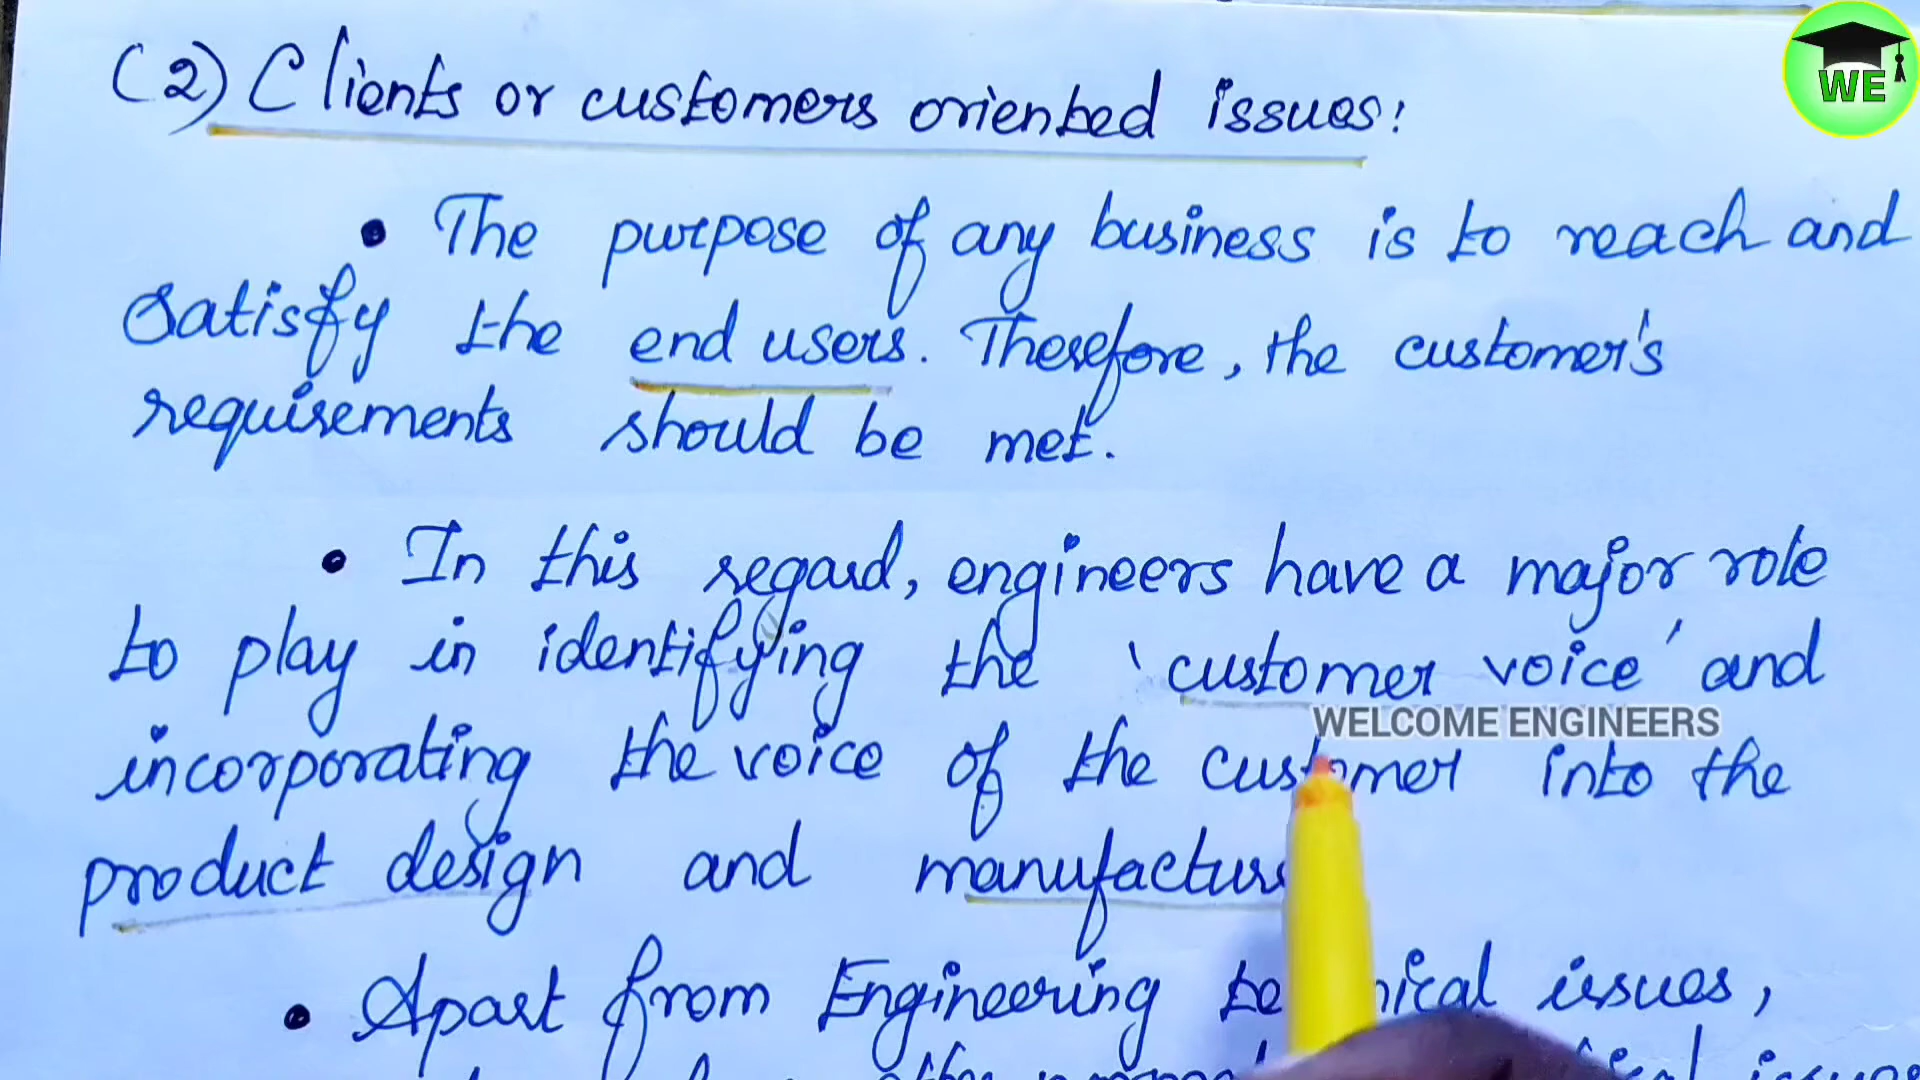 WE
(2) Clients or customers oriented issues:
• The purpose of any business is to reach and
satisfy the end users. Therefore, the customer's
requirements should be met.
• In this regard, engineers have a major role
to play in identifying the 'customer voice' and
WELCOME ENGINEERS
incorporating the voice of the customer into the
product design and manufacture
• Apart from Engineering issues,